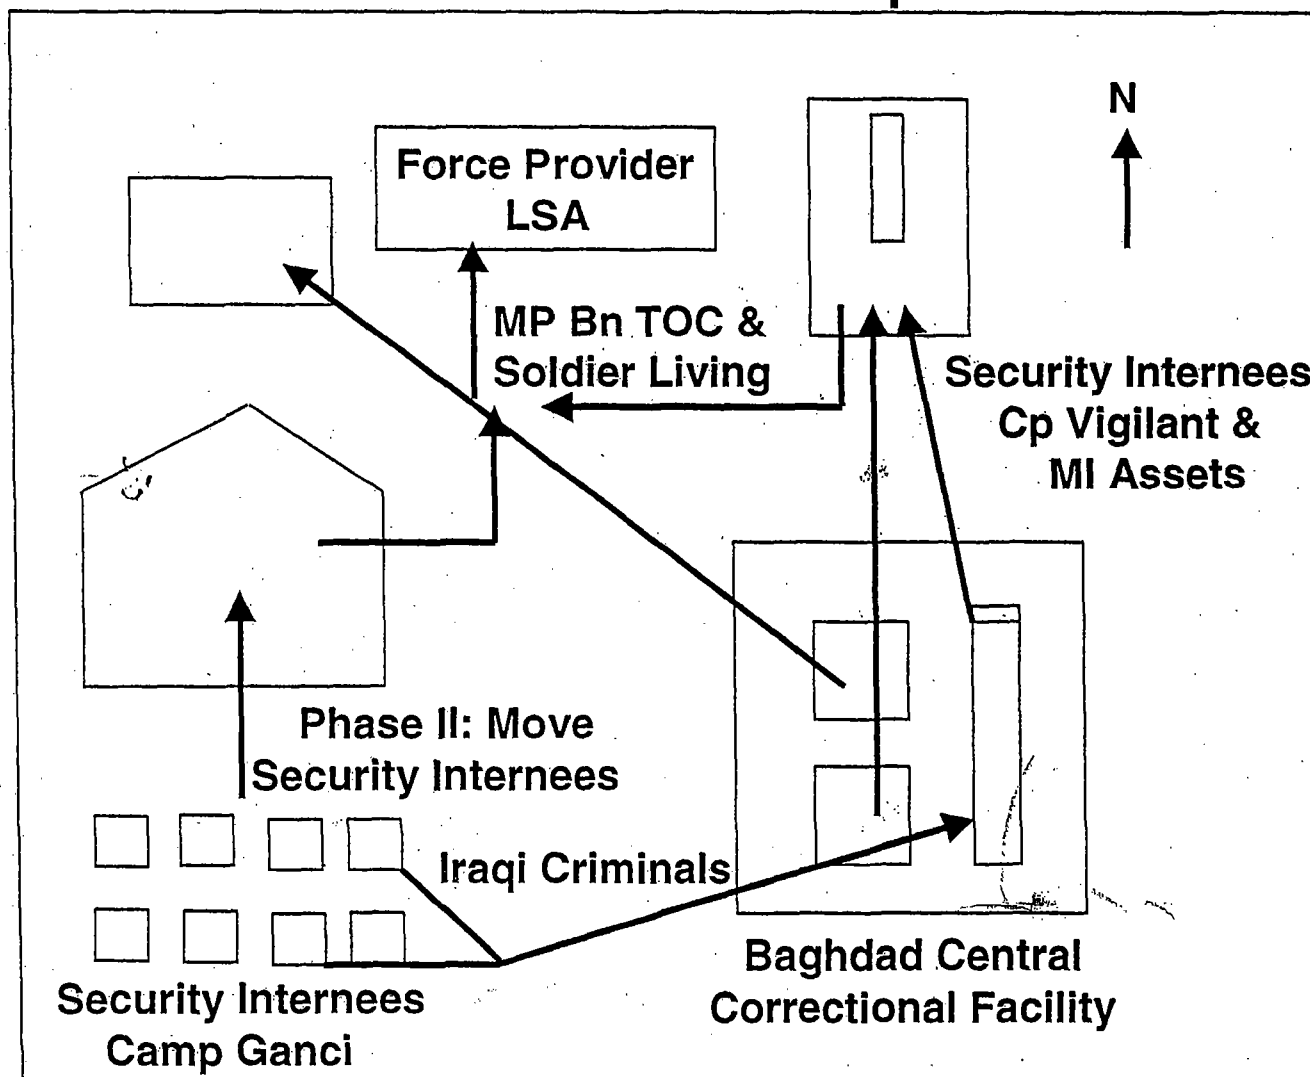 N
Force Provider
LSA
MP Bn TOC &
Soldier Living
Security Internees
Cp Vigilant &
MI Assets
Phase II: Move
Security Internees
Iraqi Criminals
Baghdad Central
Correctional Facility
Security Internees
Camp Ganci